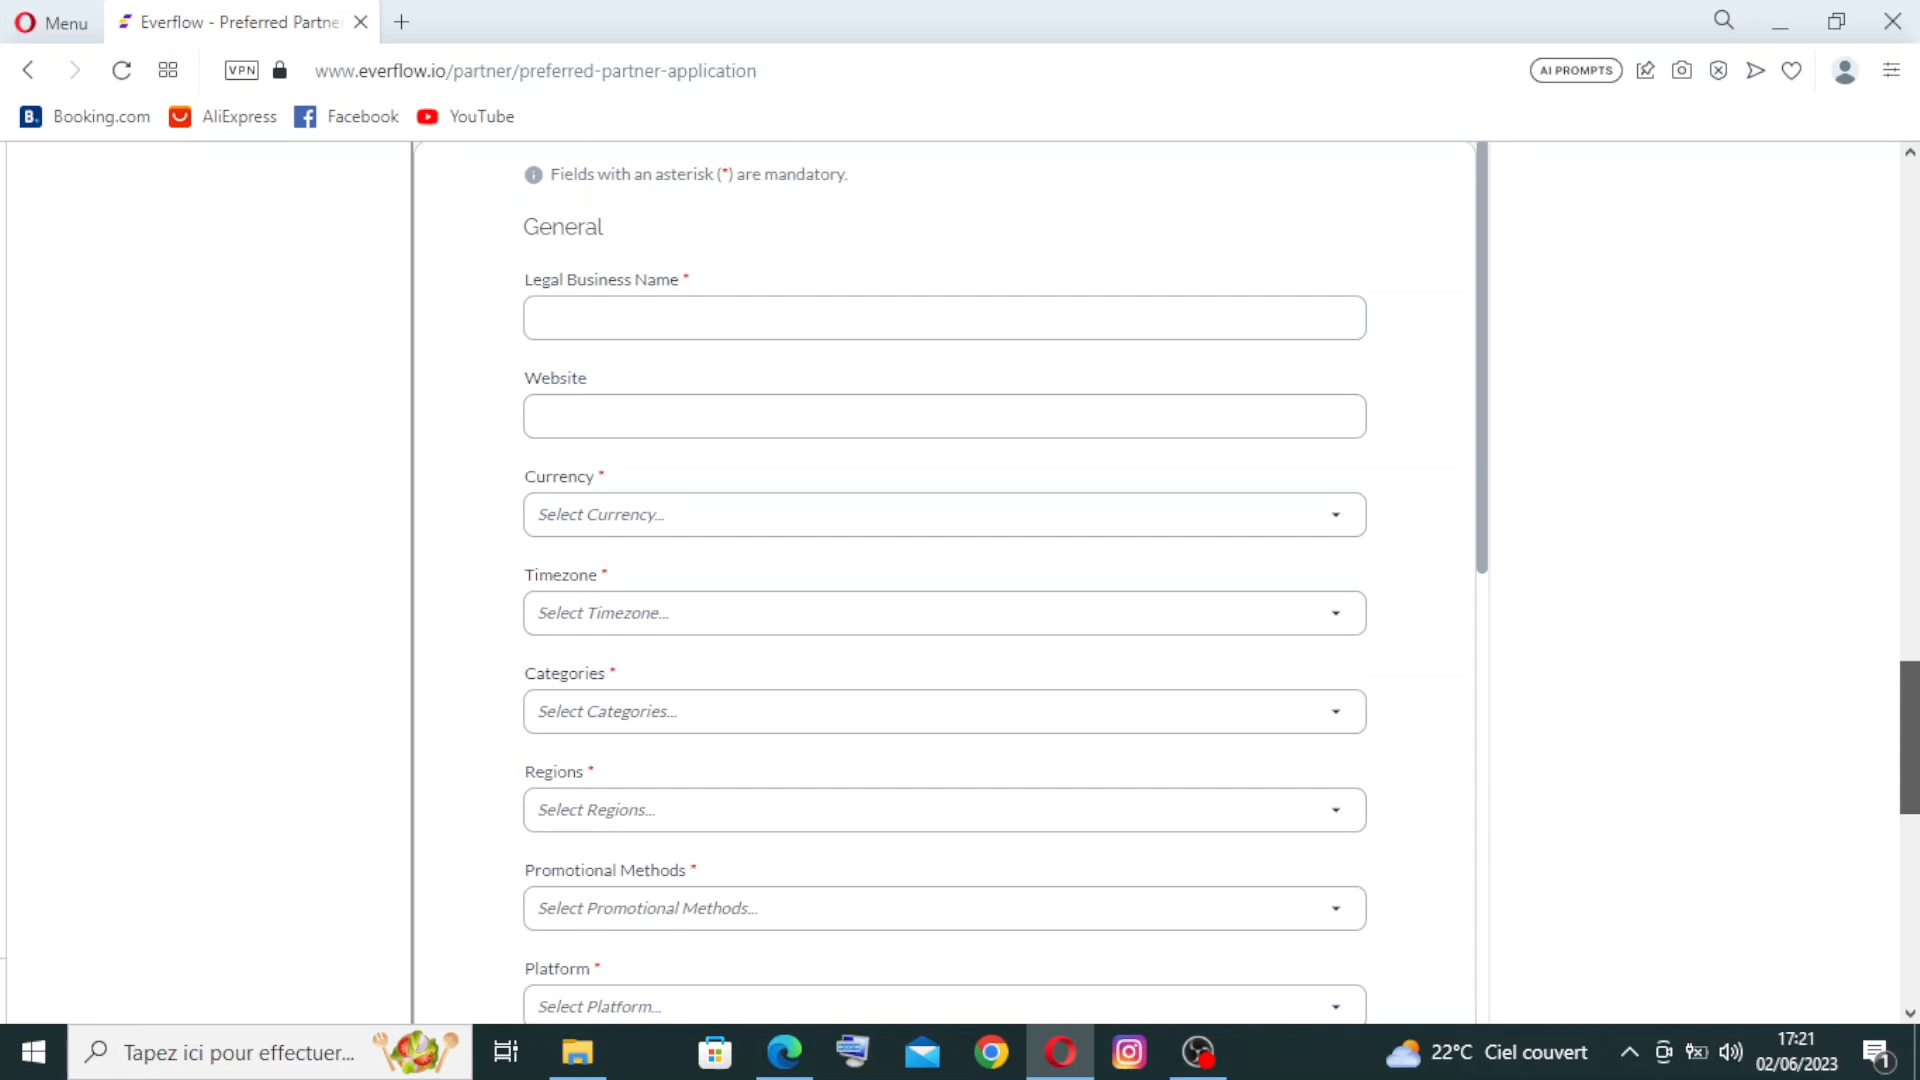 Menu
Everflow - Preferred Partne
VPN
www.everflow.io/partner/preferred-partner-application
AI PROMPTS
B.
Booking.com
AliExpress
Facebook
YouTube
Fields with an asterisk (*) are mandatory.
General
Legal Business Name *
Website
Currency *
Select Currency...
Timezone *
Select Timezone...
Categories *
Select Categories...
Regions *
Select Regions...
Promotional Methods *
Select Promotional Methods...
Platform *
Select Platform...
Tapez ici pour effectuer...
22°C Ciel couvert
17:21
02/06/2023
1